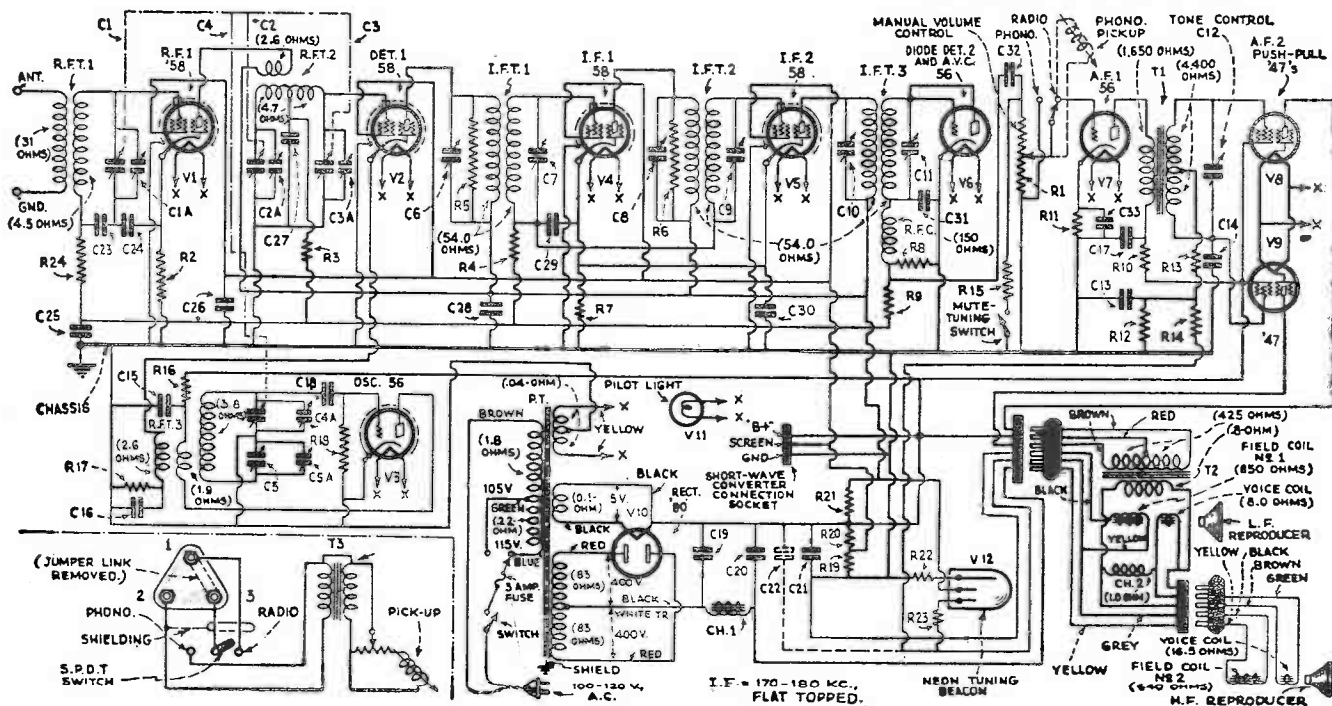 C1
C4
C2
(2.6 OHMS)
C3
R.F.T.1
R.F.1
'58
R.F.T.2
DET.1
58
I.F.T.1
I.F.1
58
I.F.T.2
I.F.2
58
I.F.T.3
MANUAL VOLUME
CONTROL
DIODE DET.2
AND A.V.C.
56
RADIO
PHONO.
C32
PHONO.
PICKUP
A.F.1
56
TONE CONTROL
C12
(1,650 OHMS)
T1
(4,400
OHMS)
A.F.2
PUSH-PULL
'47's
ANT.
(31
OHMS)
GND.
(4.5 OHMS)
V1
C1A
C23
C24
R24
R2
C25
C26
(4.7
OHMS)
C2A
C3A
C27
R3
V2
C6
R5
(54.0
OHMS)
C7
R4
C29
C28
V4
R7
C8
R6
C9
(54.0
OHMS)
V5
C30
C10
C11
C31
R.F.C.
(150
OHMS)
R8
R9
V6
R1
R15
MUTE-
TUNING
SWITCH
V7
R11
C33
C17
R10
C13
R12
R13
R14
C14
V8
V9
'47
CHASSIS
C15
R16
R.F.T.3
(2.6
OHMS)
R17
C16
(1.9
OHMS)
(3.8
OHMS)
C18
C4A
R18
C5
C5A
OSC. 56
V3
P.T.
(.04-OHM)
BROWN
YELLOW
(1.8
OHMS)
105V.
GREEN
(.22
OHM)
115V.
BLUE
3 AMP.
FUSE
SWITCH
100-120 V.,
A.C.
PILOT LIGHT
V11
(0.1-
OHM)
5V.
BLACK
V10
RECT.
80
BLACK
RED
(83
OHMS)
400V.
BLACK
WHITE TR.
(83
OHMS)
400V.
RED
SHIELD
B+
SCREEN
GND
SHORT-WAVE
CONVERTER
CONNECTION
SOCKET
C19
C20
C22
C21
CH.1
R21
R20
R19
R22
R23
V12
NEON TUNING
BEACON
I.F. = 170-180 KC.,
FLAT TOPPED.
BROWN
RED
BLACK
(425 OHMS)
FIELD COIL
Nº 1
(850 OHMS)
T2
VOICE COIL
(8.0 OHMS)
L.F.
REPRODUCER
YELLOW
CH.2
(1.0 OHM)
YELLOW
BLACK
BROWN
GREEN
GREY
YELLOW
VOICE COIL
(16.5 OHMS)
FIELD COIL
Nº 2
H.F. REPRODUCER
1
(JUMPER LINK
REMOVED.)
2
3
PHONO.
RADIO
SHIELDING
S.P.D.T
SWITCH
T3
PICK-UP